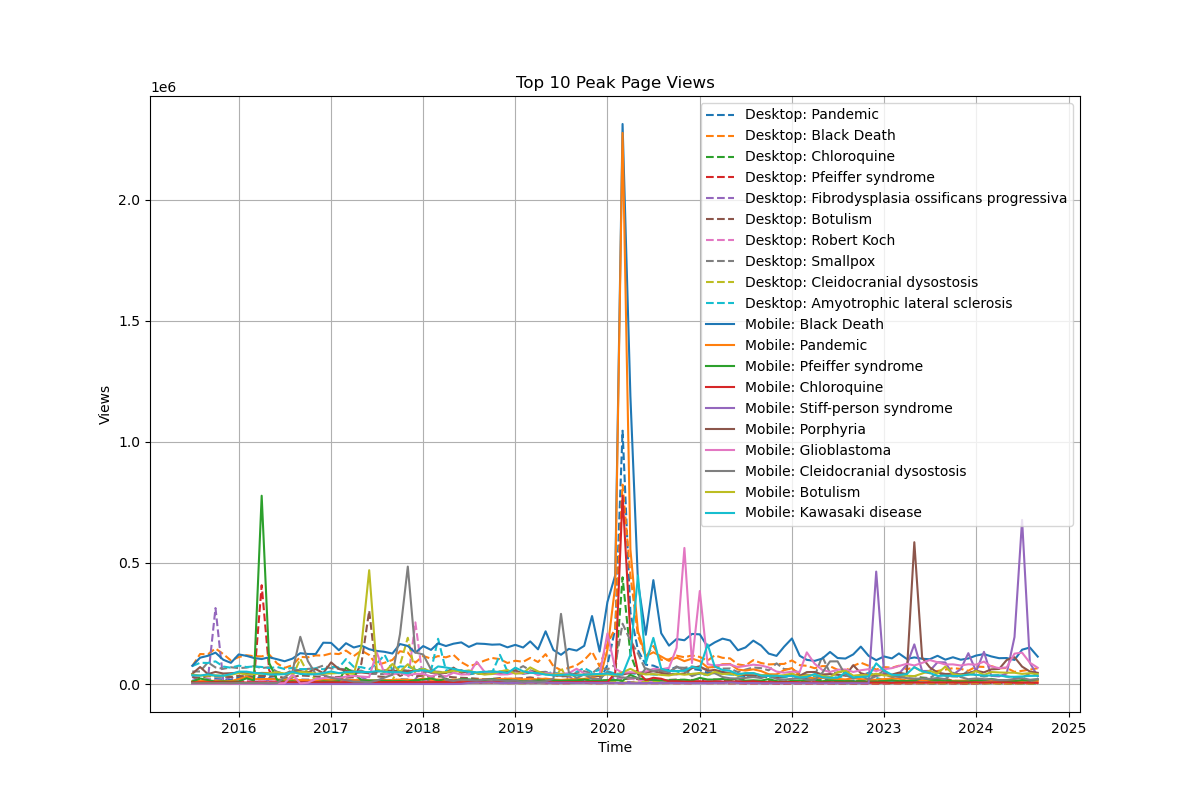 Top 10 Peak Page Views
1e6
Desktop: Pandemic
Desktop: Black Death
Desktop: Chloroquine
Desktop: Pfeiffer syndrome
Desktop: Fibrodysplasia ossificans progressiva
Desktop: Botulism
Desktop: Robert Koch
Desktop: Smallpox
Desktop: Cleidocranial dysostosis
Desktop: Amyotrophic lateral sclerosis
Mobile: Black Death
Mobile: Pandemic
Mobile: Pfeiffer syndrome
Mobile: Chloroquine
Mobile: Stiff-person syndrome
Mobile: Porphyria
Mobile: Glioblastoma
Mobile: Cleidocranial dysostosis
Mobile: Botulism
Mobile: Kawasaki disease
2.0
1.5
1.0
0.5
0.0
Views
2016 2017 2018 2019 2020 2021 2022 2023 2024 2025
Time